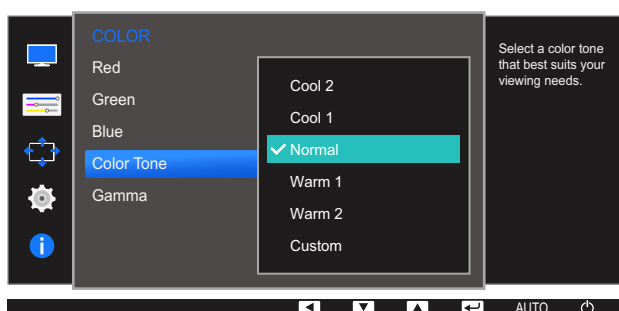 COLOR
Red
Green
Blue
Color Tone
Gamma
Cool 2
Cool 1
Normal
Warm 1
Warm 2
Custom
Select a color tone
that best suits your
viewing needs.
AUTO